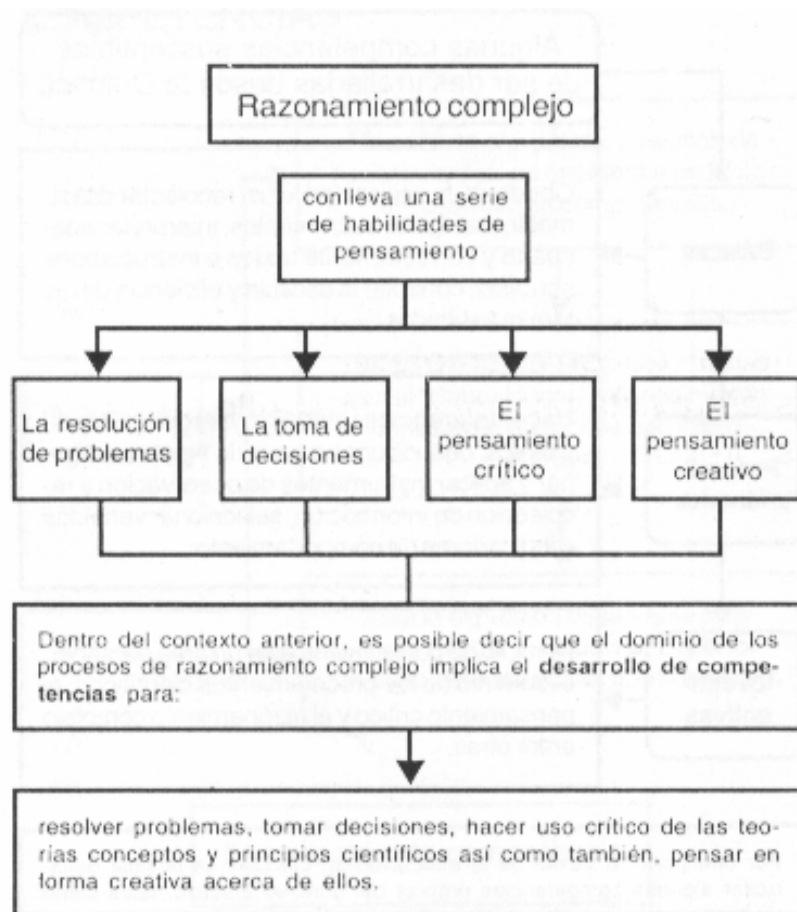 Razonamiento complejo
conlleva una serie
de habilidades de
pensamiento
La resolución
de problemas
La toma de
decisiones
El
pensamiento
crítico
El
pensamiento
creativo
Dentro del contexto anterior, es posible decir que el dominio de los
procesos de razonamiento complejo implica el desarrollo de compe-
tencias para:
resolver problemas, tomar decisiones, hacer uso crítico de las teo-
rias conceptos y principios científicos así como también, pensar en
forma creativa acerca de ellos.